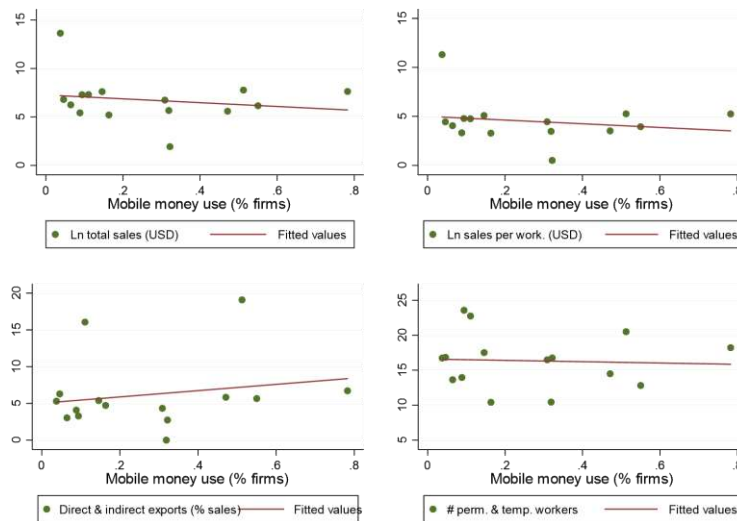 15
10
5
0
0 .2 .4 .6 .8
Mobile money use (% firms)
Ln total sales (USD) Fitted values
15
10
5
0
0 .2 .4 .6 .8
Mobile money use (% firms)
Ln sales per work. (USD) Fitted values
20
15
10
5
0
0 .2 .4 .6 .8
Mobile money use (% firms)
Direct & indirect exports (% sales) Fitted values
25
20
15
10
5
0 .2 .4 .6 .8
Mobile money use (% firms)
# perm. & temp. workers Fitted values